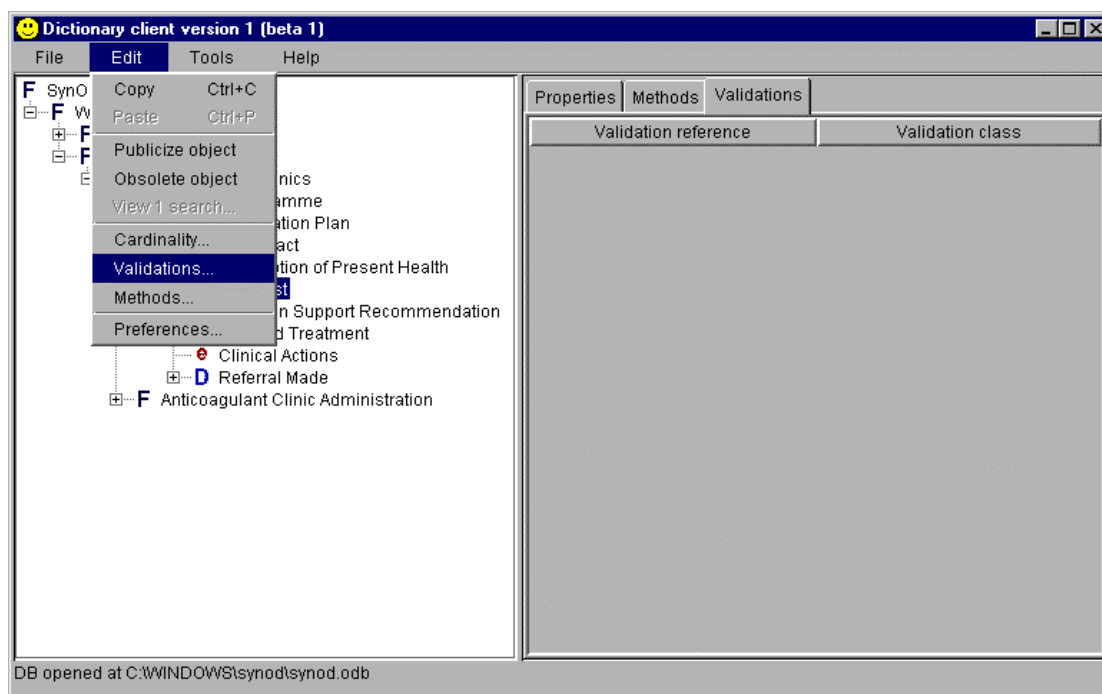 Dictionary client version 1 (beta 1)
File Edit Tools Help
F SynO
F W
F
F
Copy Ctrl+C
Paste Ctrl+P
Publicize object
Obsolete object
View 1 search...
Cardinality...
Validations...
Methods...
Preferences...
nics
amme
ation Plan
act
tion of Present Health
st
n Support Recommendation
d Treatment
e Clinical Actions
D Referral Made
F Anticoagulant Clinic Administration
Properties Methods Validations
Validation reference Validation class
DB opened at C:\WINDOWS\synod\synod.odb